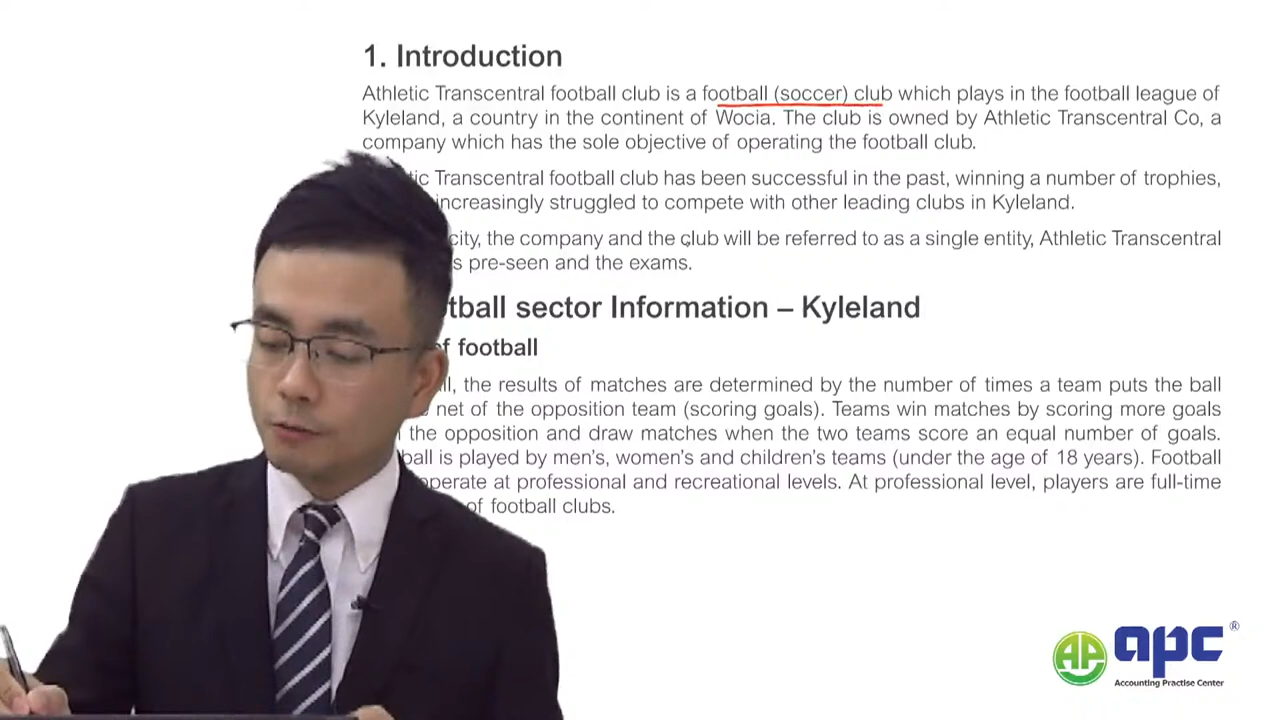 1. Introduction
Athletic Transcentral football club is a football (soccer) club which plays in the football league of
Kyleland, a country in the continent of Wocia. The club is owned by Athletic Transcentral Co, a
company which has the sole objective of operating the football club.
Transcentral football club has been successful in the past, winning a number of trophies,
increasingly struggled to compete with other leading clubs in Kyleland.
the company and the club will be referred to as a single entity, Athletic Transcentral
pre-seen and the exams.
sector Information – Kyleland
of football
the results of matches are determined by the number of times a team puts the ball
net of the opposition team (scoring goals). Teams win matches by scoring more goals
the opposition and draw matches when the two teams score an equal number of goals.
is played by men's, women's and children's teams (under the age of 18 years). Football
operate at professional and recreational levels. At professional level, players are full-time
of football clubs.
AP apc ®
Accounting Practise Center